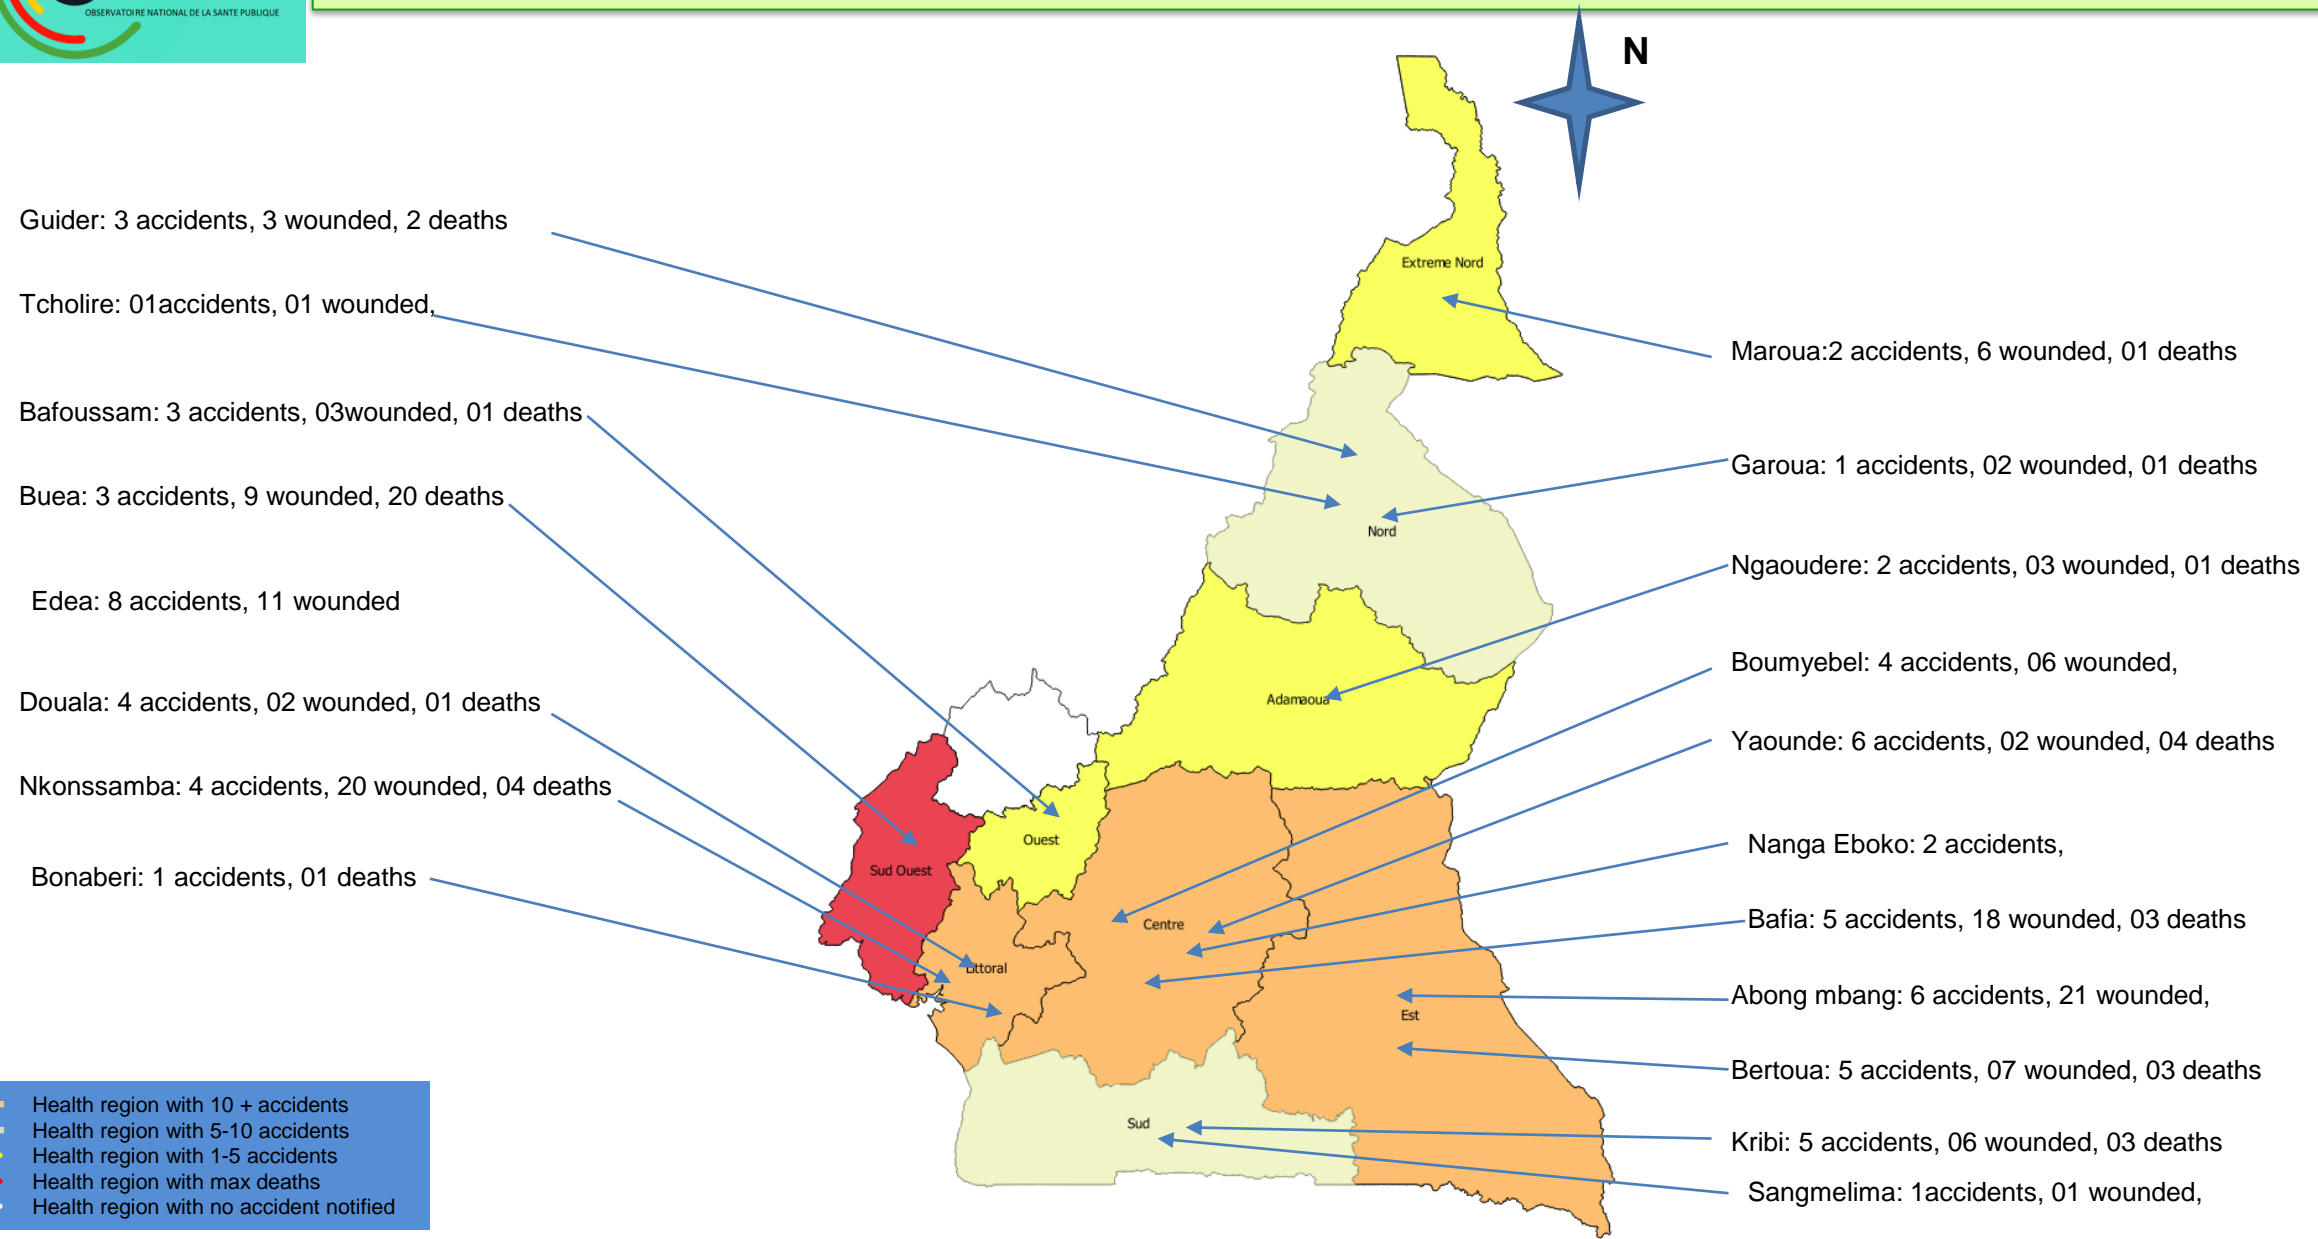 OBSERVATOIRE NATIONAL DE LA SANTE PUBLIQUE
N
Guider: 3 accidents, 3 wounded, 2 deaths
Tcholire: 01accidents, 01 wounded,
Bafoussam: 3 accidents, 03wounded, 01 deaths
Buea: 3 accidents, 9 wounded, 20 deaths
Edea: 8 accidents, 11 wounded
Douala: 4 accidents, 02 wounded, 01 deaths
Nkonssamba: 4 accidents, 20 wounded, 04 deaths
Bonaberi: 1 accidents, 01 deaths
Extreme Nord
Nord
Adamaoua
Ouest
Sud Ouest
Centre
Littoral
Est
Sud
Maroua:2 accidents, 6 wounded, 01 deaths
Garoua: 1 accidents, 02 wounded, 01 deaths
Ngaoudere: 2 accidents, 03 wounded, 01 deaths
Boumyebel: 4 accidents, 06 wounded,
Yaounde: 6 accidents, 02 wounded, 04 deaths
Nanga Eboko: 2 accidents,
Bafia: 5 accidents, 18 wounded, 03 deaths
Abong mbang: 6 accidents, 21 wounded,
Bertoua: 5 accidents, 07 wounded, 03 deaths
Kribi: 5 accidents, 06 wounded, 03 deaths
Sangmelima: 1accidents, 01 wounded,
Health region with 10 + accidents
Health region with 5-10 accidents
Health region with 1-5 accidents
Health region with max deaths
Health region with no accident notified